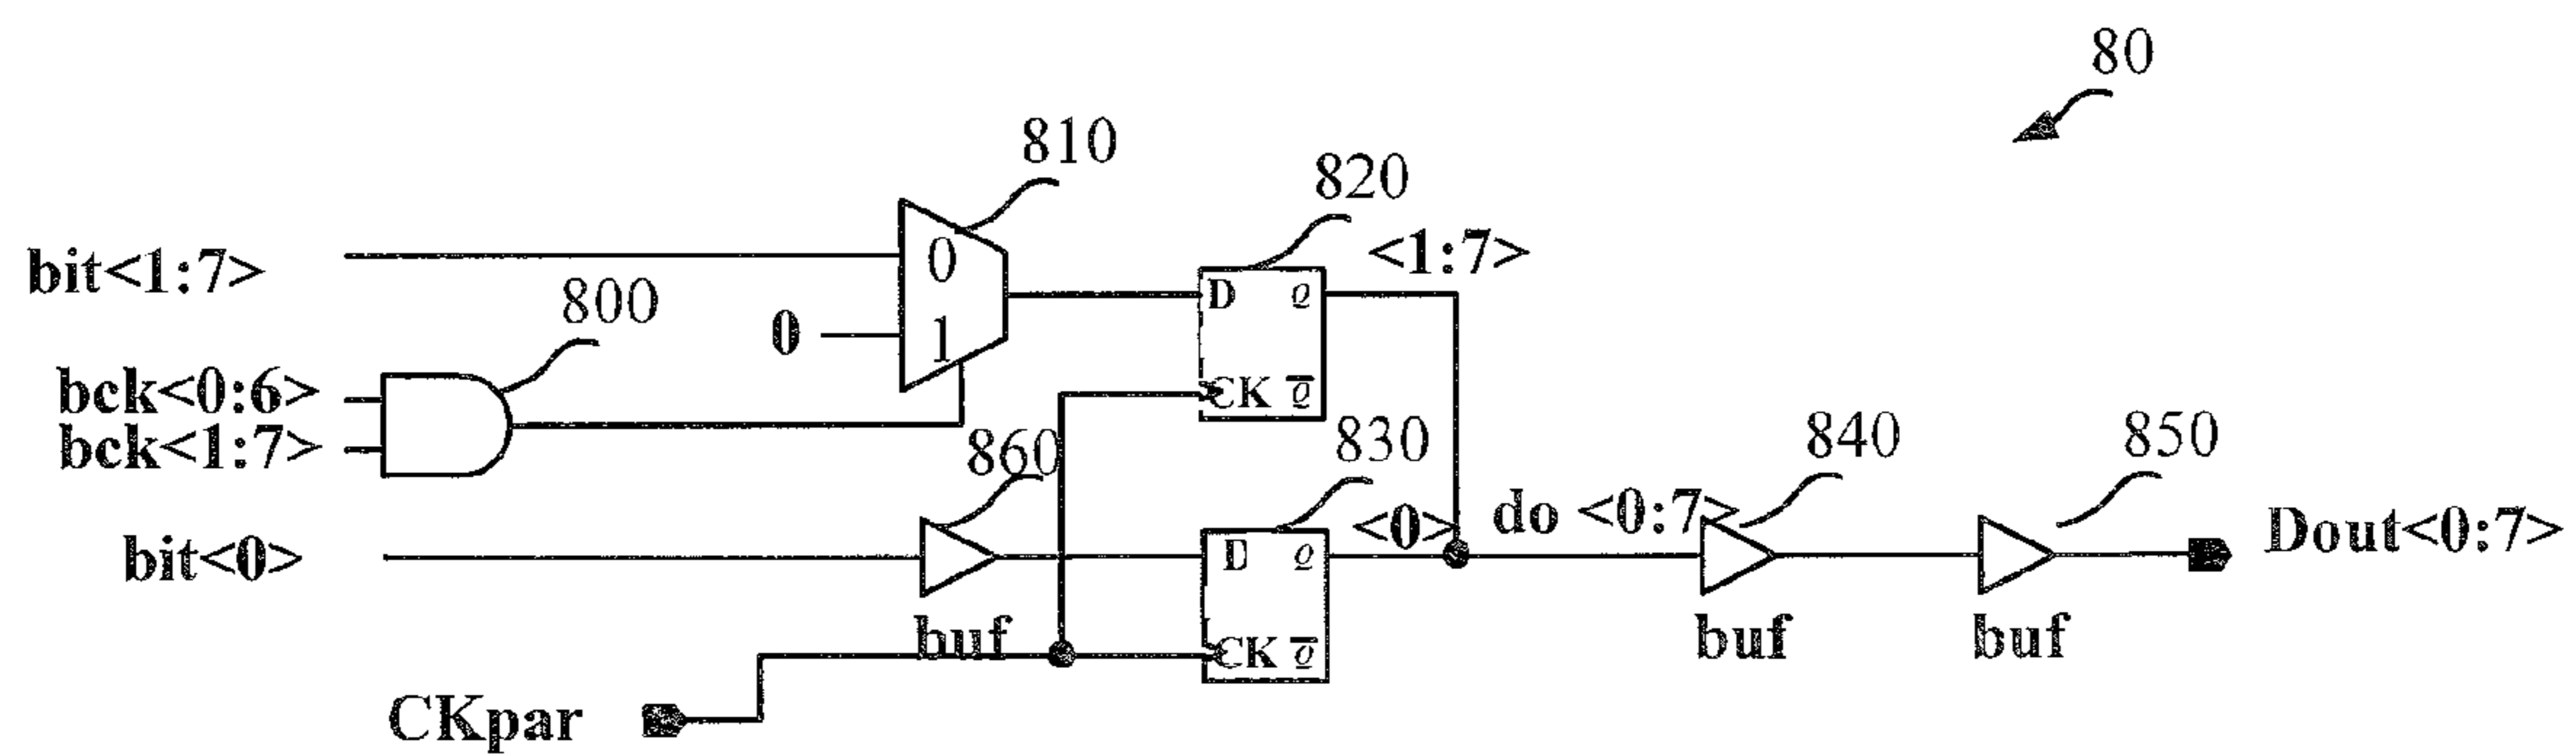 80
810
820
<1:7>
bit<1:7>
0
D Q
800
0
1
bck<0:6>
CK Q̅
bck<1:7>
860
830
840
850
<0>
do <0:7>
Dout<0:7>
bit<0>
D Q
buf
buf
buf
CK Q̅
CKpar